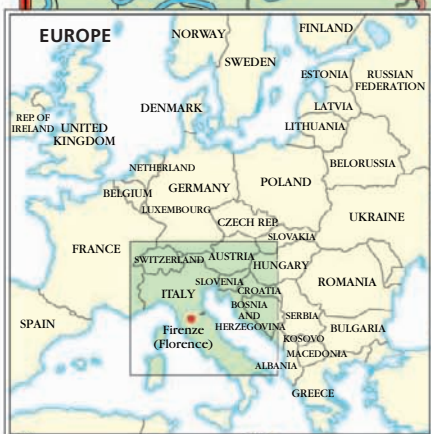 EUROPE
NORWAY
FINLAND
SWEDEN
ESTONIA
RUSSIAN
FEDERATION
LATVIA
DENMARK
LITHUANIA
REP. OF
IRELAND
UNITED
KINGDOM
BELORUSSIA
NETHERLAND
POLAND
GERMANY
BELGIUM
LUXEMBOURG
UKRAINE
CZECH REP.
SLOVAKIA
FRANCE
SWITZERLAND
AUSTRIA
HUNGARY
SLOVENIA
ROMANIA
ITALY
CROATIA
BOSNIA
AND
HERZEGOVINA
SERBIA
SPAIN
Firenze
(Florence)
BULGARIA
KOSOVO
MACEDONIA
ALBANIA
GREECE